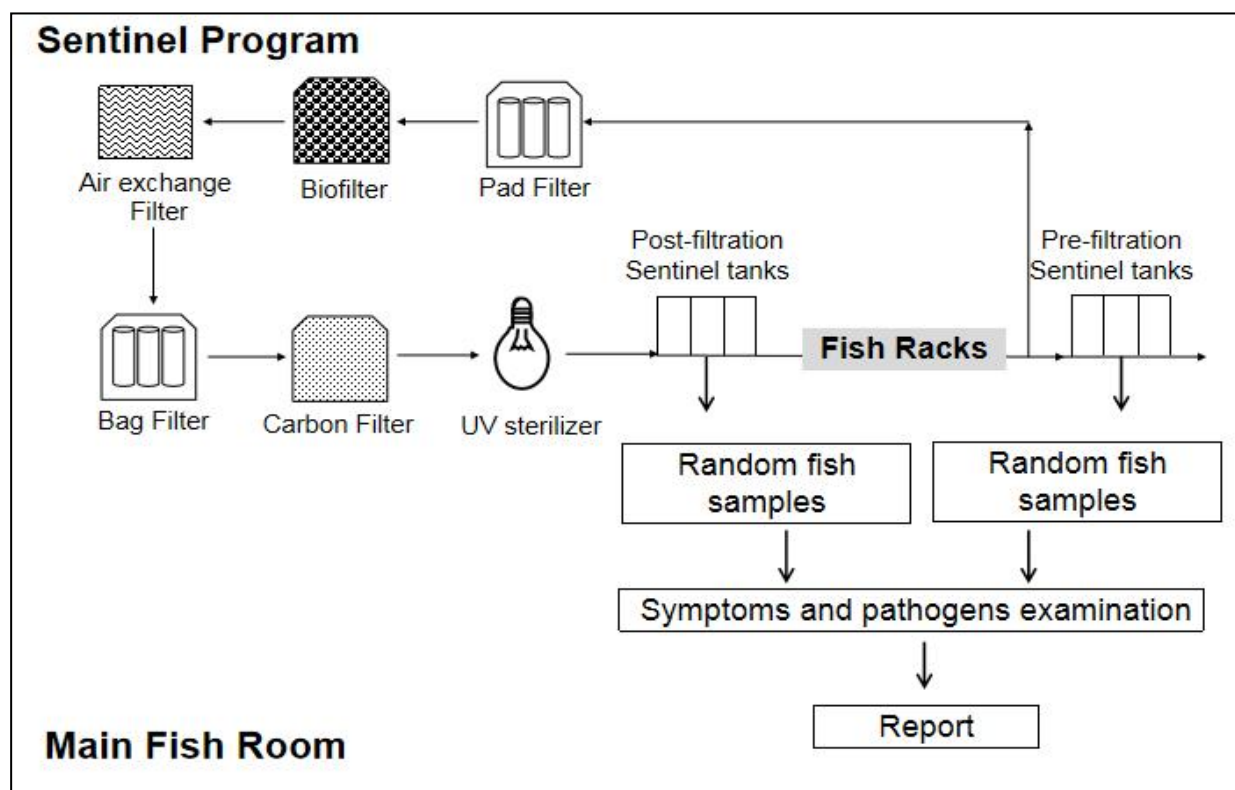 Sentinel Program
Air exchange
Filter
Biofilter
Pad Filter
Post-filtration
Sentinel tanks
Pre-filtration
Sentinel tanks
Bag Filter
Carbon Filter
UV sterilizer
Fish Racks
Random fish
samples
Random fish
samples
Symptoms and pathogens examination
Report
Main Fish Room